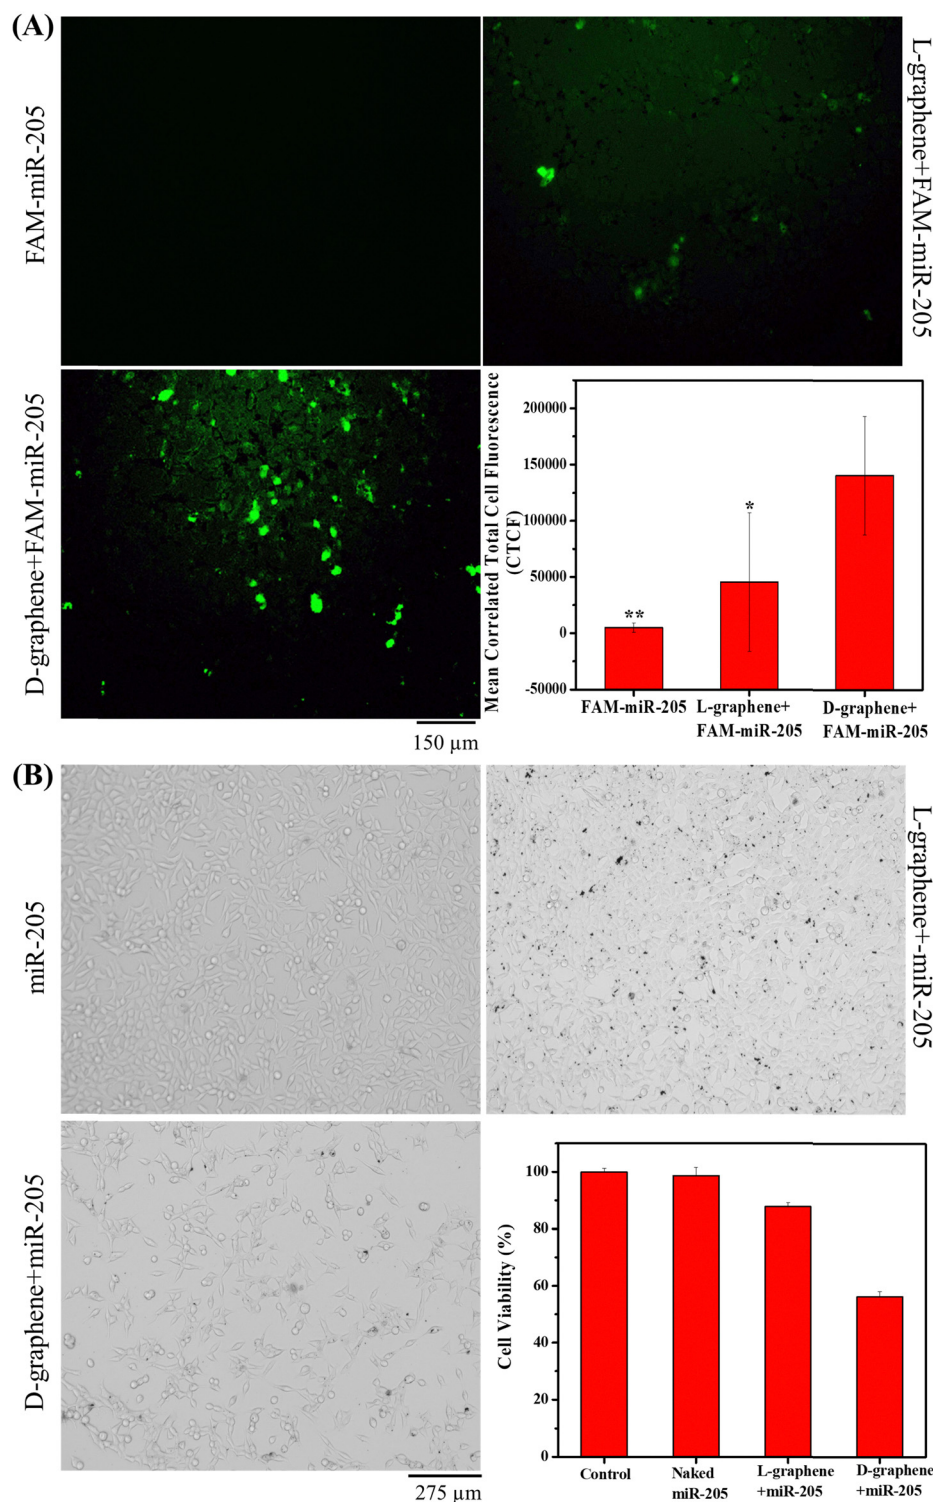 (A)
FAM-miR-205
L-graphene+FAM-miR-205
D-graphene+FAM-miR-205
150 µm
Mean Correlated Total Cell Fluorescence
(CTCF)
200000
150000
100000
50000
0
-50000
**
*
FAM-miR-205
L-graphene+
FAM-miR-205
D-graphene+
FAM-miR-205
(B)
miR-205
L-graphene+-miR-205
D-graphene+miR-205
275 µm
Cell Viability (%)
100
80
60
40
20
0
Control
Naked
miR-205
L-graphene
+miR-205
D-graphene
+miR-205